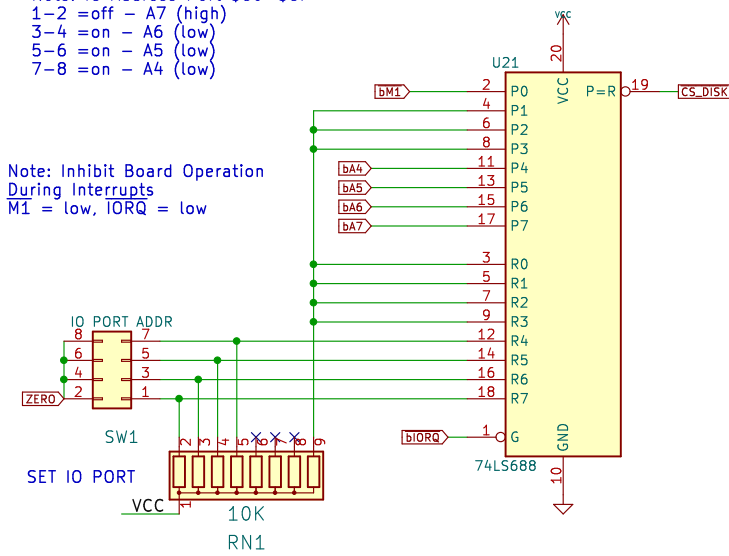 1-2 =off - A7 (high)
3-4 =on - A6 (low)
5-6 =on - A5 (low)
7-8 =on - A4 (low)
Note: Inhibit Board Operation
During Interrupts
M1 = low, IORQ = low
VCC
20
U21
VCC
bM1 2 P0
P=R 19 CS_DISK
4 P1
6 P2
8 P3
bA4 11 P4
bA5 13 P5
bA6 15 P6
bA7 17 P7
3 R0
5 R1
7 R2
9 R3
12 R4
14 R5
16 R6
18 R7
bIORQ 1 G
GND
74LS688
10
IO PORT ADDR
8 7
6 5
4 3
ZERO 2 1
SW1
SET IO PORT
2 3 4 5 6 7 8 9
1
VCC
10K
RN1